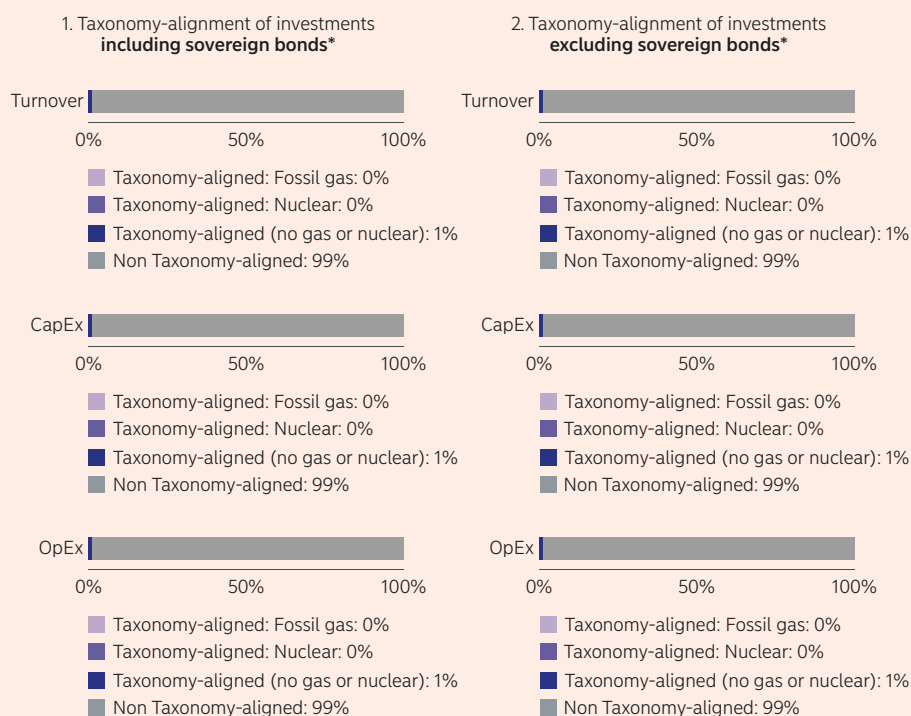 1. Taxonomy-alignment of investments
including sovereign bonds*
Turnover
0% 50% 100%
Taxonomy-aligned: Fossil gas: 0%
Taxonomy-aligned: Nuclear: 0%
Taxonomy-aligned (no gas or nuclear): 1%
Non Taxonomy-aligned: 99%
CapEx
0% 50% 100%
Taxonomy-aligned: Fossil gas: 0%
Taxonomy-aligned: Nuclear: 0%
Taxonomy-aligned (no gas or nuclear): 1%
Non Taxonomy-aligned: 99%
OpEx
0% 50% 100%
Taxonomy-aligned: Fossil gas: 0%
Taxonomy-aligned: Nuclear: 0%
Taxonomy-aligned (no gas or nuclear): 1%
Non Taxonomy-aligned: 99%
2. Taxonomy-alignment of investments
excluding sovereign bonds*
Turnover
0% 50% 100%
Taxonomy-aligned: Fossil gas: 0%
Taxonomy-aligned: Nuclear: 0%
Taxonomy-aligned (no gas or nuclear): 1%
Non Taxonomy-aligned: 99%
CapEx
0% 50% 100%
Taxonomy-aligned: Fossil gas: 0%
Taxonomy-aligned: Nuclear: 0%
Taxonomy-aligned (no gas or nuclear): 1%
Non Taxonomy-aligned: 99%
OpEx
0% 50% 100%
Taxonomy-aligned: Fossil gas: 0%
Taxonomy-aligned: Nuclear: 0%
Taxonomy-aligned (no gas or nuclear): 1%
Non Taxonomy-aligned: 99%